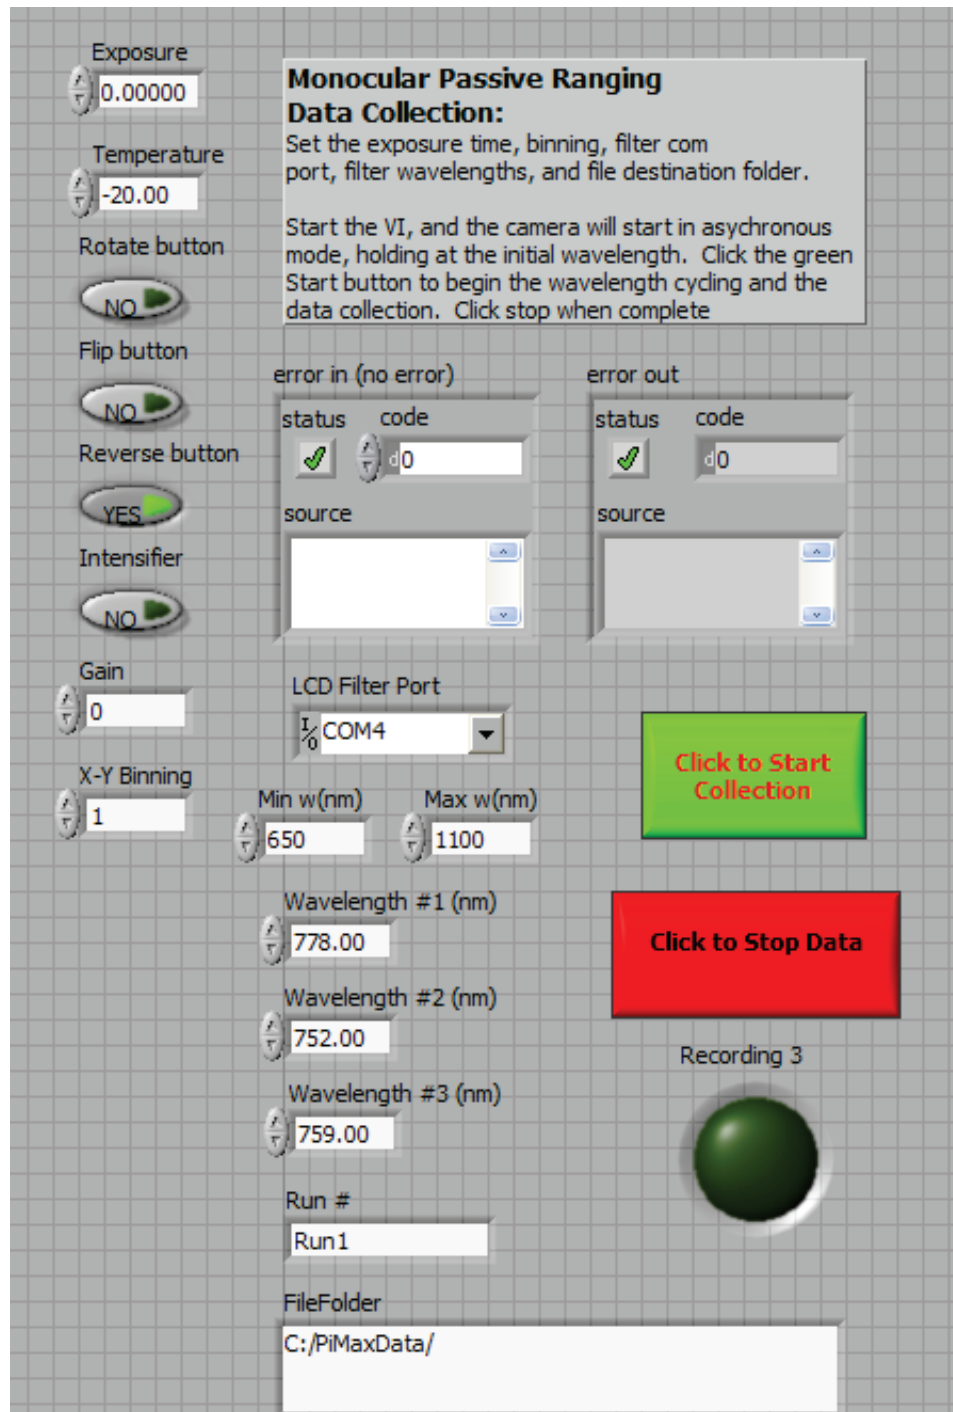 Exposure
0.00000
Temperature
-20.00
Rotate button
NO
Flip button
NO
Reverse button
YES
Intensifier
NO
Gain
0
X-Y Binning
1
Monocular Passive Ranging
Data Collection:
Set the exposure time, binning, filter com
port, filter wavelengths, and file destination folder.
Start the VI, and the camera will start in asychronous
mode, holding at the initial wavelength.  Click the green
Start button to begin the wavelength cycling and the
data collection.  Click stop when complete
error in (no error)
status code
d0
source
error out
status code
d0
source
LCD Filter Port
I/O COM4
Min w(nm) Max w(nm)
650 1100
Wavelength #1 (nm)
778.00
Wavelength #2 (nm)
752.00
Wavelength #3 (nm)
759.00
Run #
Run1
FileFolder
C:/PiMaxData/
Click to Start
Collection
Click to Stop Data
Recording 3